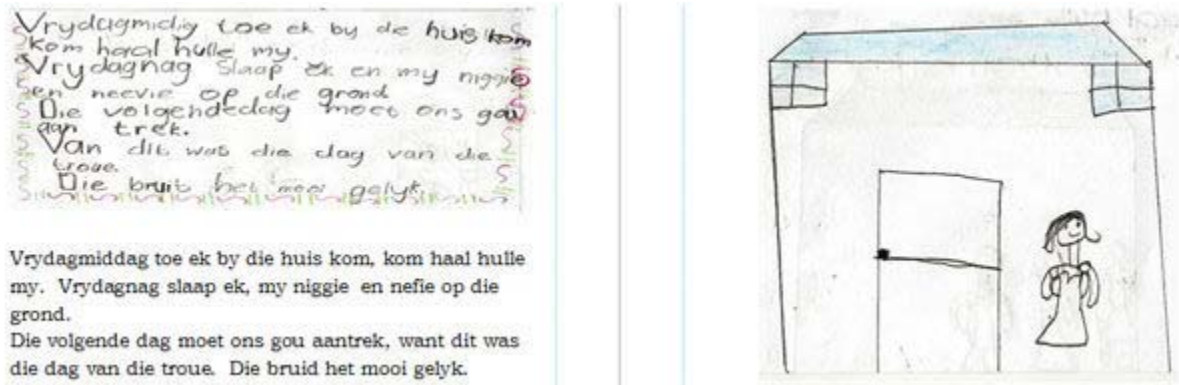 Vrydagmidig toe ek by die huis kom
kom haal hulle my.
Vrydagnag slaap ek en my niggie
en neevie op die grond
Die volgendedag moet ons gou
aan trek.
Van dit was die dag van die
troue.
Die bruit het mooi gelyk.
Vrydagmiddag toe ek by die huis kom, kom haal hulle
my. Vrydagnag slaap ek, my niggie en nefie op die
grond.
Die volgende dag moet ons gou aantrek, want dit was
die dag van die troue. Die bruid het mooi gelyk.